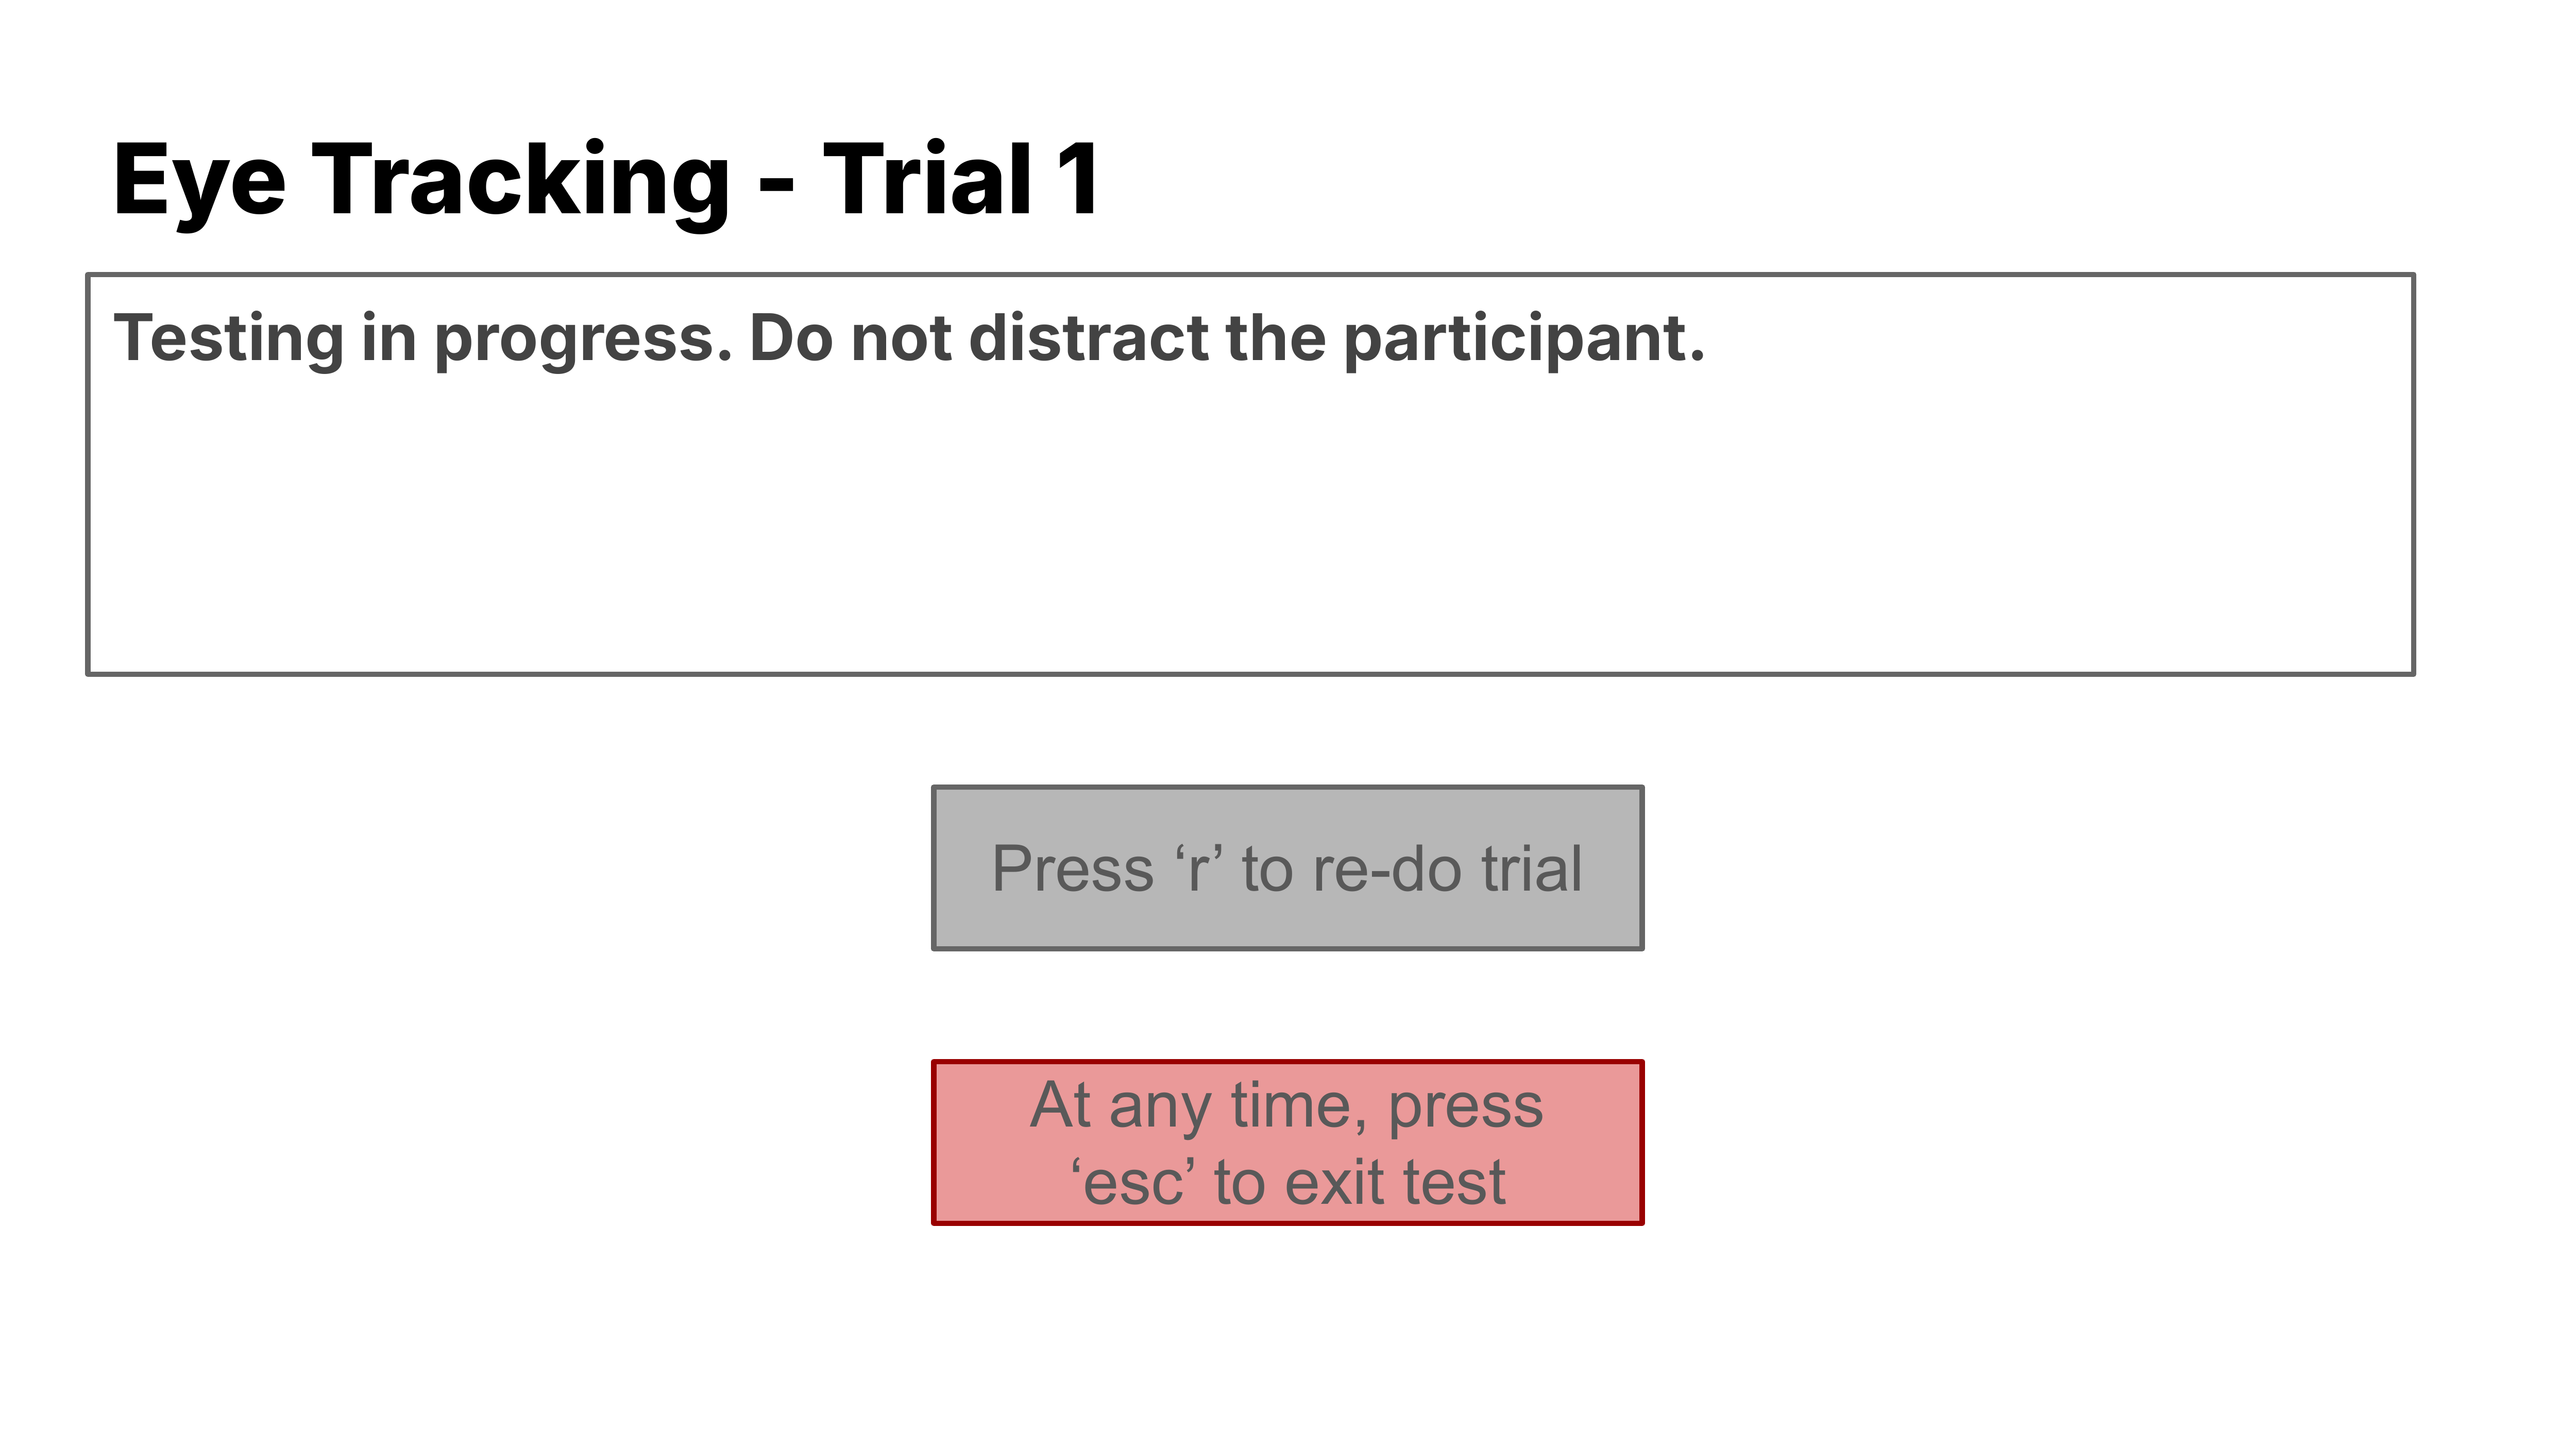 Eye Tracking - Trial 1
Testing in progress. Do not distract the participant.
Press ‘r’ to re-do trial
At any time, press
‘esc’ to exit test